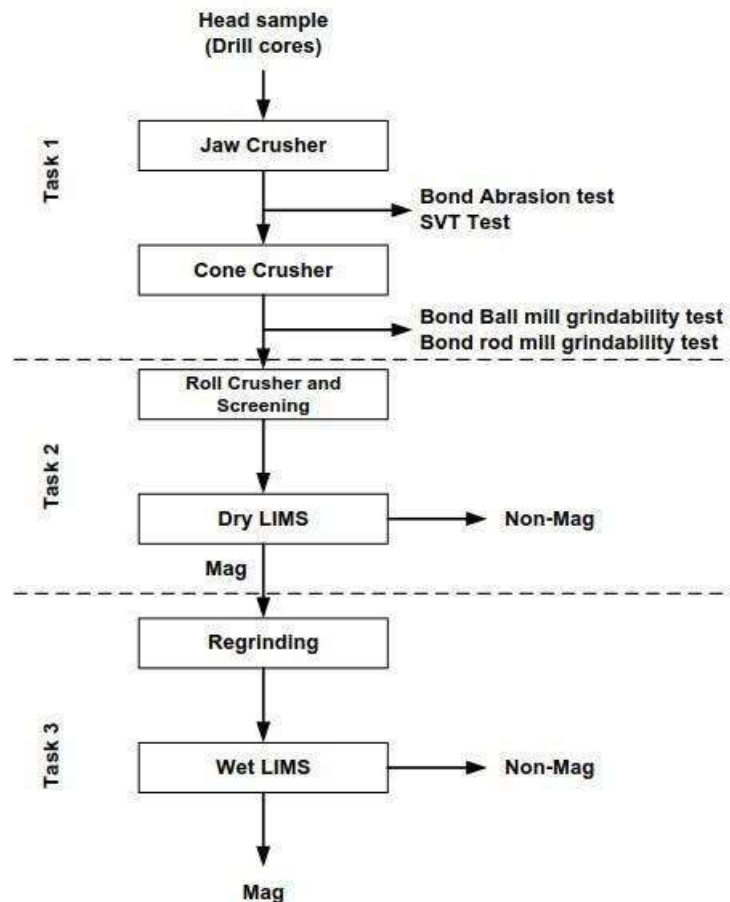 Head sample
(Drill cores)
Task 1
Jaw Crusher
Bond Abrasion test
SVT Test
Cone Crusher
Bond Ball mill grindability test
Bond rod mill grindability test
Task 2
Roll Crusher and
Screening
Dry LIMS
Non-Mag
Mag
Task 3
Regrinding
Wet LIMS
Non-Mag
Mag